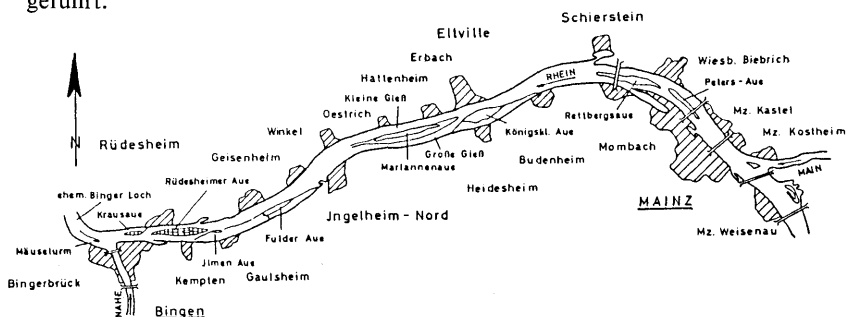 geführt.
Schierstein
Eltville
Erbach
Wiesb. Biebrich
Hattenheim
Peters-Aue
RHEIN
Kleine Gieß
Oestrich
Rettbergsaue
Mz. Kastel
Winkel
Königskl. Aue
Mz. Kostheim
N
Rüdesheim
Große Gieß
Mariannenaue
Budenheim
Mombach
Geisenheim
MAIN
Rüdesheimer Aue
Heidesheim
ehem. Binger Loch
MAINZ
Krausaue
Jngelheim-Nord
Fulder Aue
Mz. Weisenau
Mäuseturm
Jlmen Aue
Bingerbrück
Kempten
Gaulsheim
NAHE
Bingen